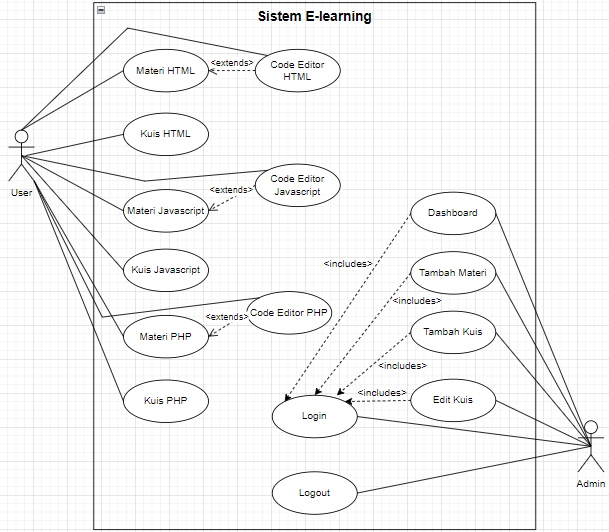 Sistem E-learning
Materi HTML
<extends>
Code Editor
HTML
Kuis HTML
User
Materi Javascript
<extends>
Code Editor
Javascript
Dashboard
Kuis Javascript
<includes>
Tambah Materi
<includes>
Materi PHP
<extends>
Code Editor PHP
Tambah Kuis
<includes>
Kuis PHP
Login
<includes>
Edit Kuis
Logout
Admin